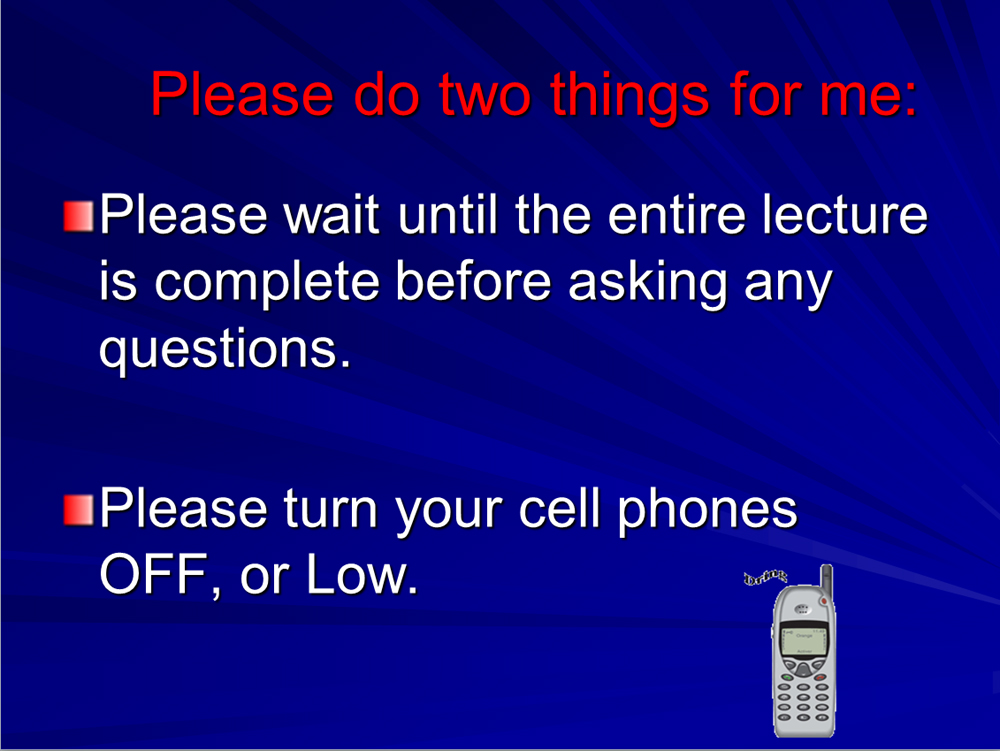 Please do two things for me:
Please wait until the entire lecture
is complete before asking any
questions.
Please turn your cell phones
OFF, or Low.
bring